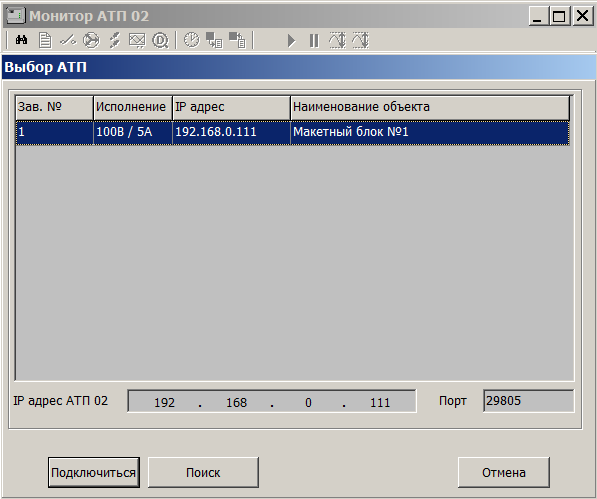 Монитор АТП 02
Выбор АТП
Зав. № Исполнение IP адрес Наименование объекта
1 100В / 5А 192.168.0.111 Макетный блок №1
IP адрес АТП 02 192 . 168 . 0 . 111 Порт 29805
Подключиться Поиск Отмена